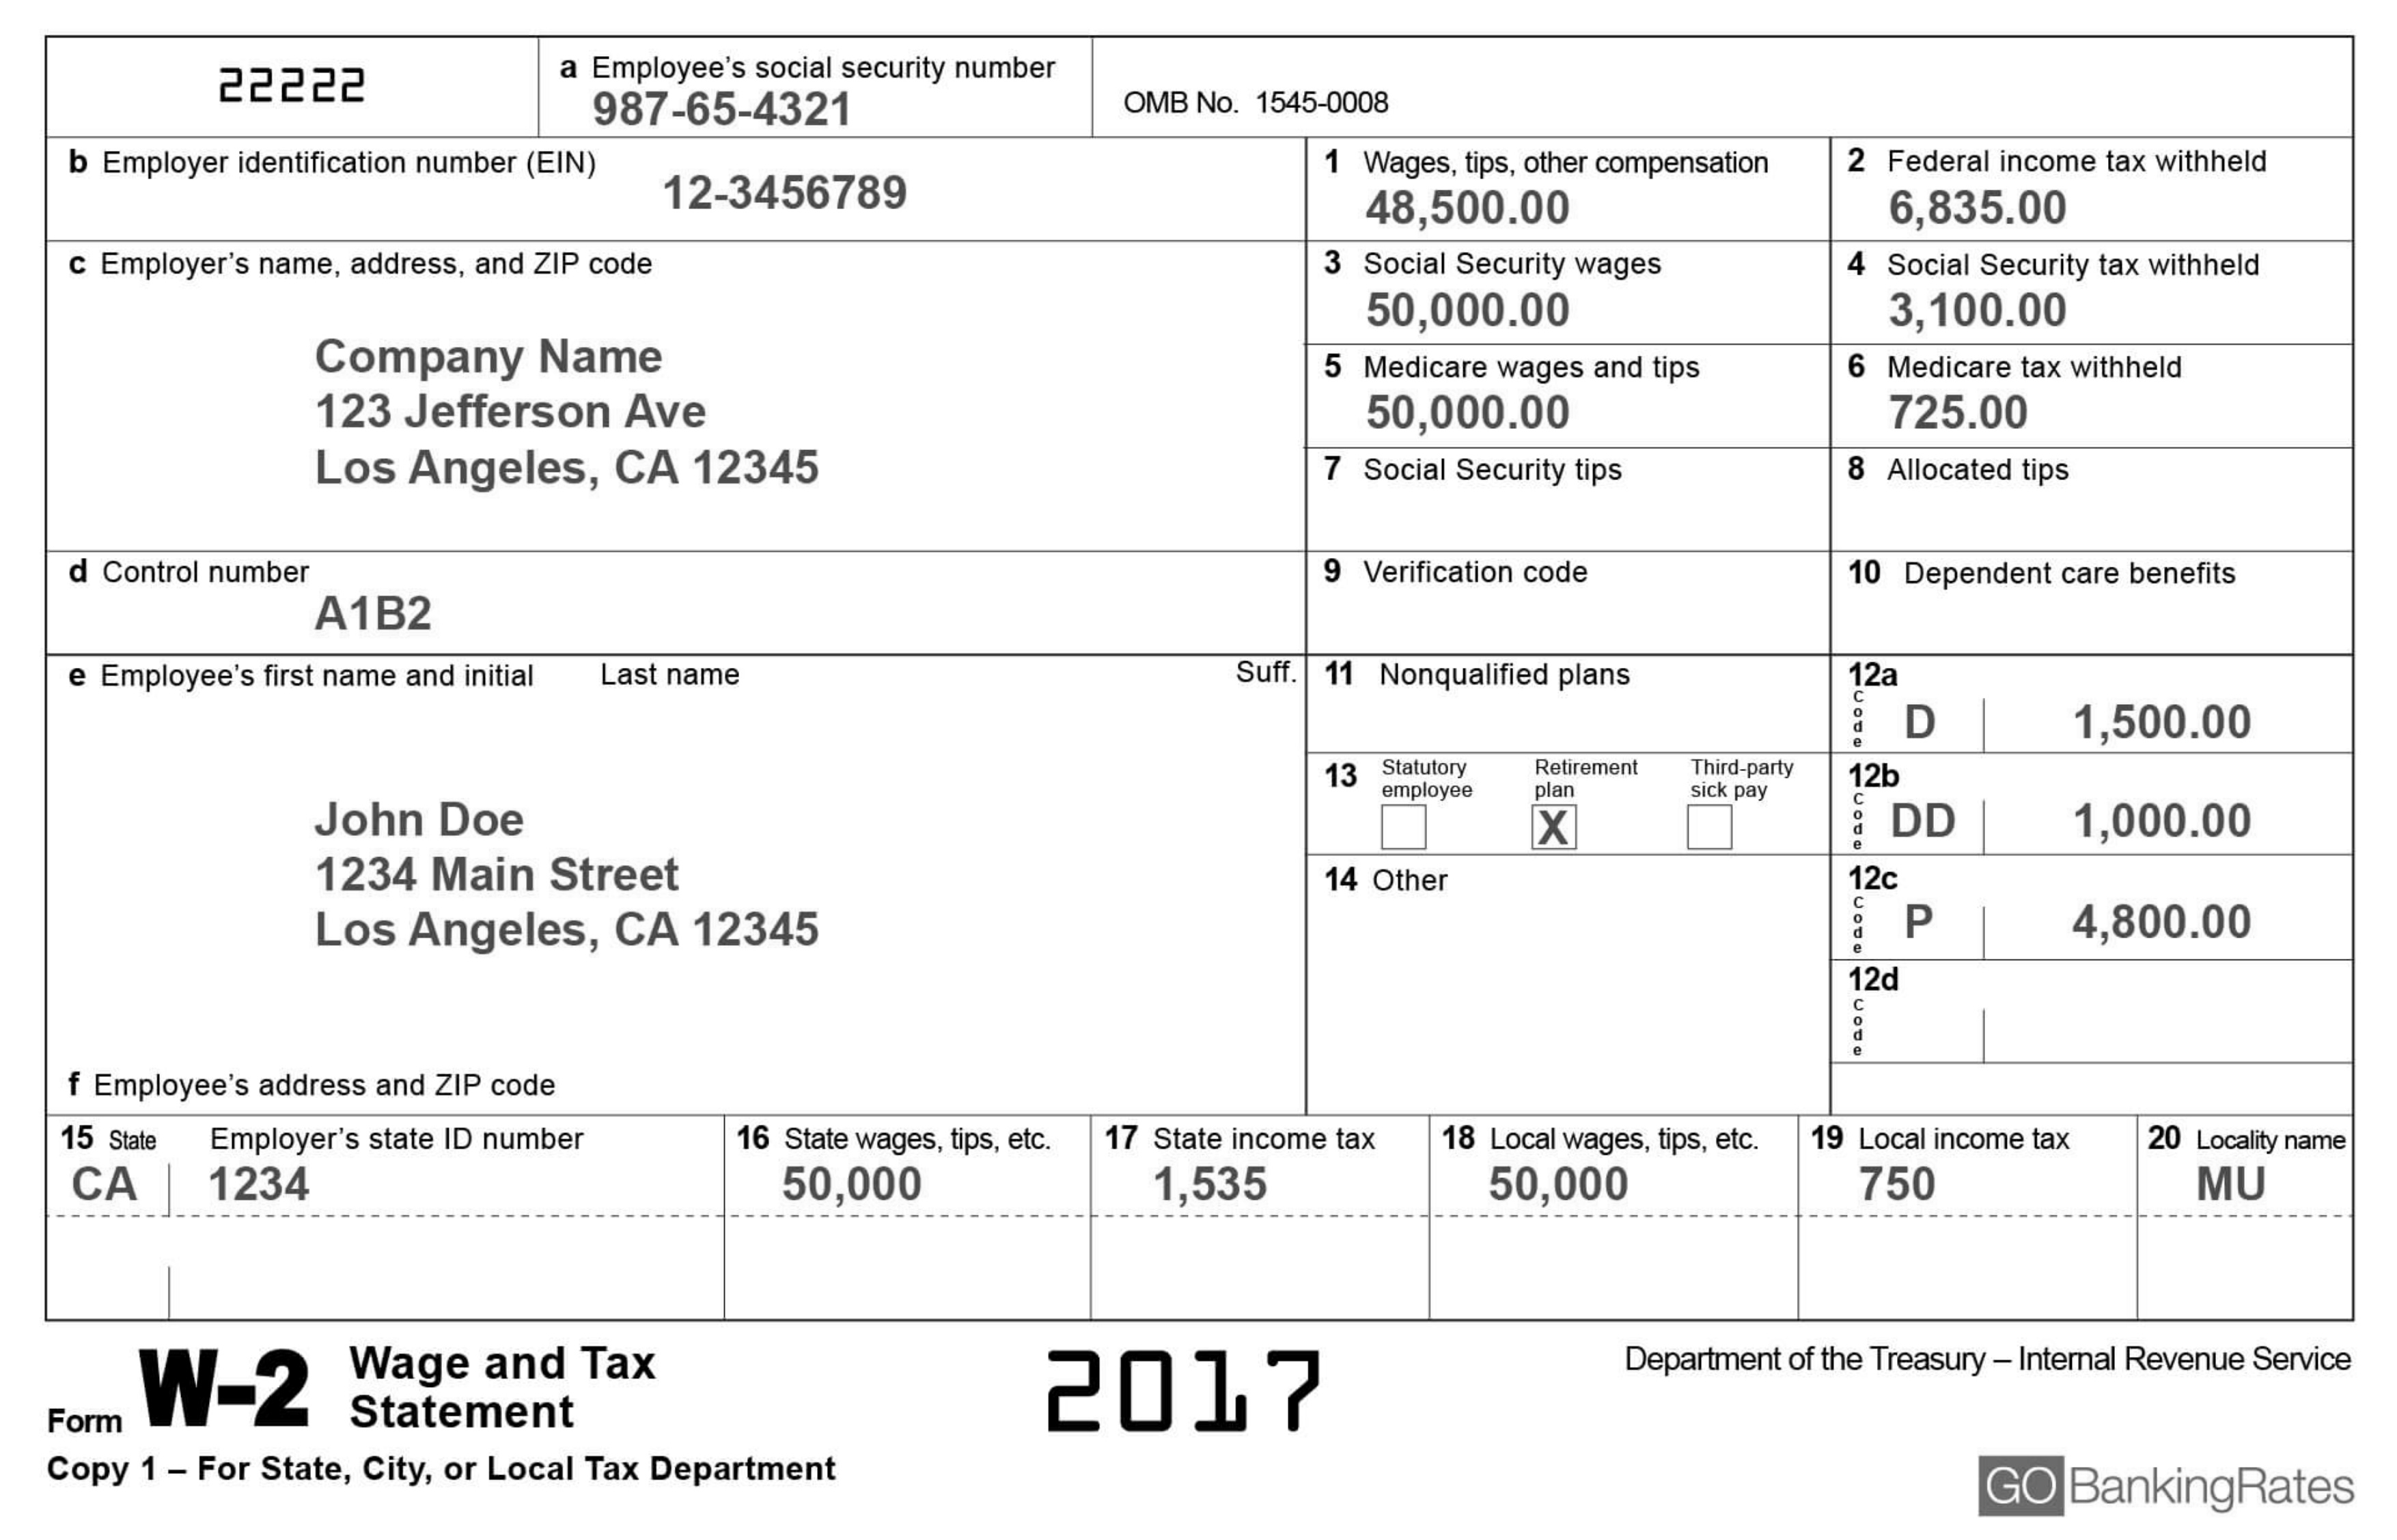 22222
a Employee's social security number
987-65-4321
OMB No. 1545-0008
b Employer identification number (EIN)
12-3456789
1 Wages, tips, other compensation
48,500.00
2 Federal income tax withheld
6,835.00
c Employer's name, address, and ZIP code
Company Name
123 Jefferson Ave
Los Angeles, CA 12345
3 Social Security wages
50,000.00
4 Social Security tax withheld
3,100.00
5 Medicare wages and tips
50,000.00
6 Medicare tax withheld
725.00
7 Social Security tips
8 Allocated tips
d Control number
A1B2
9 Verification code
10 Dependent care benefits
e Employee's first name and initial
Last name
Suff.
John Doe
1234 Main Street
Los Angeles, CA 12345
f Employee's address and ZIP code
11 Nonqualified plans
12a
Code
D
1,500.00
13
Statutory
employee
Retirement
plan
X
Third-party
sick pay
12b
Code
DD
1,000.00
14 Other
12c
Code
P
4,800.00
12d
Code
15 State
CA
Employer's state ID number
1234
16 State wages, tips, etc.
50,000
17 State income tax
1,535
18 Local wages, tips, etc.
50,000
19 Local income tax
750
20 Locality name
MU
Form W-2
Wage and Tax
Statement
2017
Department of the Treasury – Internal Revenue Service
Copy 1 – For State, City, or Local Tax Department
GOBankingRates